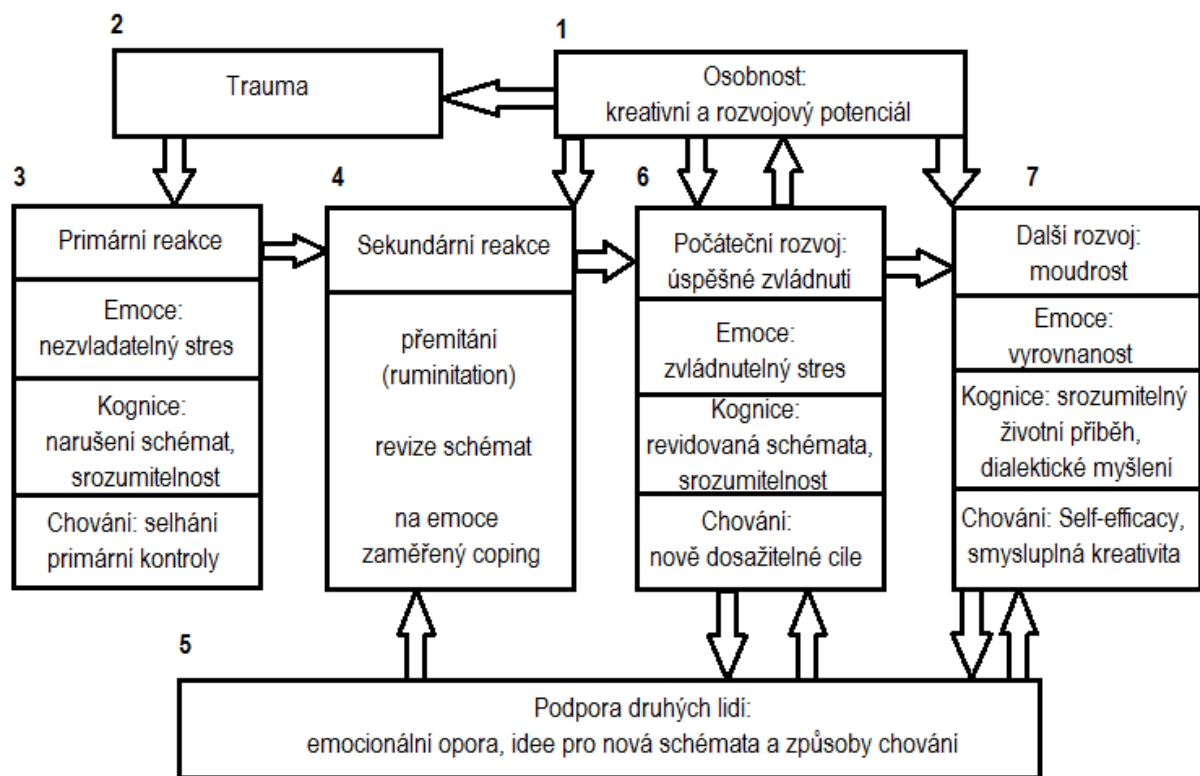 2
Trauma
1
Osobnost:
kreativní a rozvojový potenciál
3
Primární reakce
Emoce:
nezvladatelný stres
Kognice:
narušení schémat,
srozumitelnost
Chování: selhání
primární kontroly
4
Sekundární reakce
přemitání
(ruminitation)
revize schémat
na emoce
zaměřený coping
6
Počáteční rozvoj:
úspěšné zvládnutí
Emoce:
zvládnutelný stres
Kognice:
revidovaná schémata,
srozumitelnost
Chování:
nově dosažitelné cíle
7
Další rozvoj:
moudrost
Emoce:
vyrovnanost
Kognice: srozumitelný
životní příběh,
dialektické myšlení
Chování: Self-efficacy,
smysluplná kreativita
5
Podpora druhých lidí:
emocionální opora, idee pro nová schémata a způsoby chování